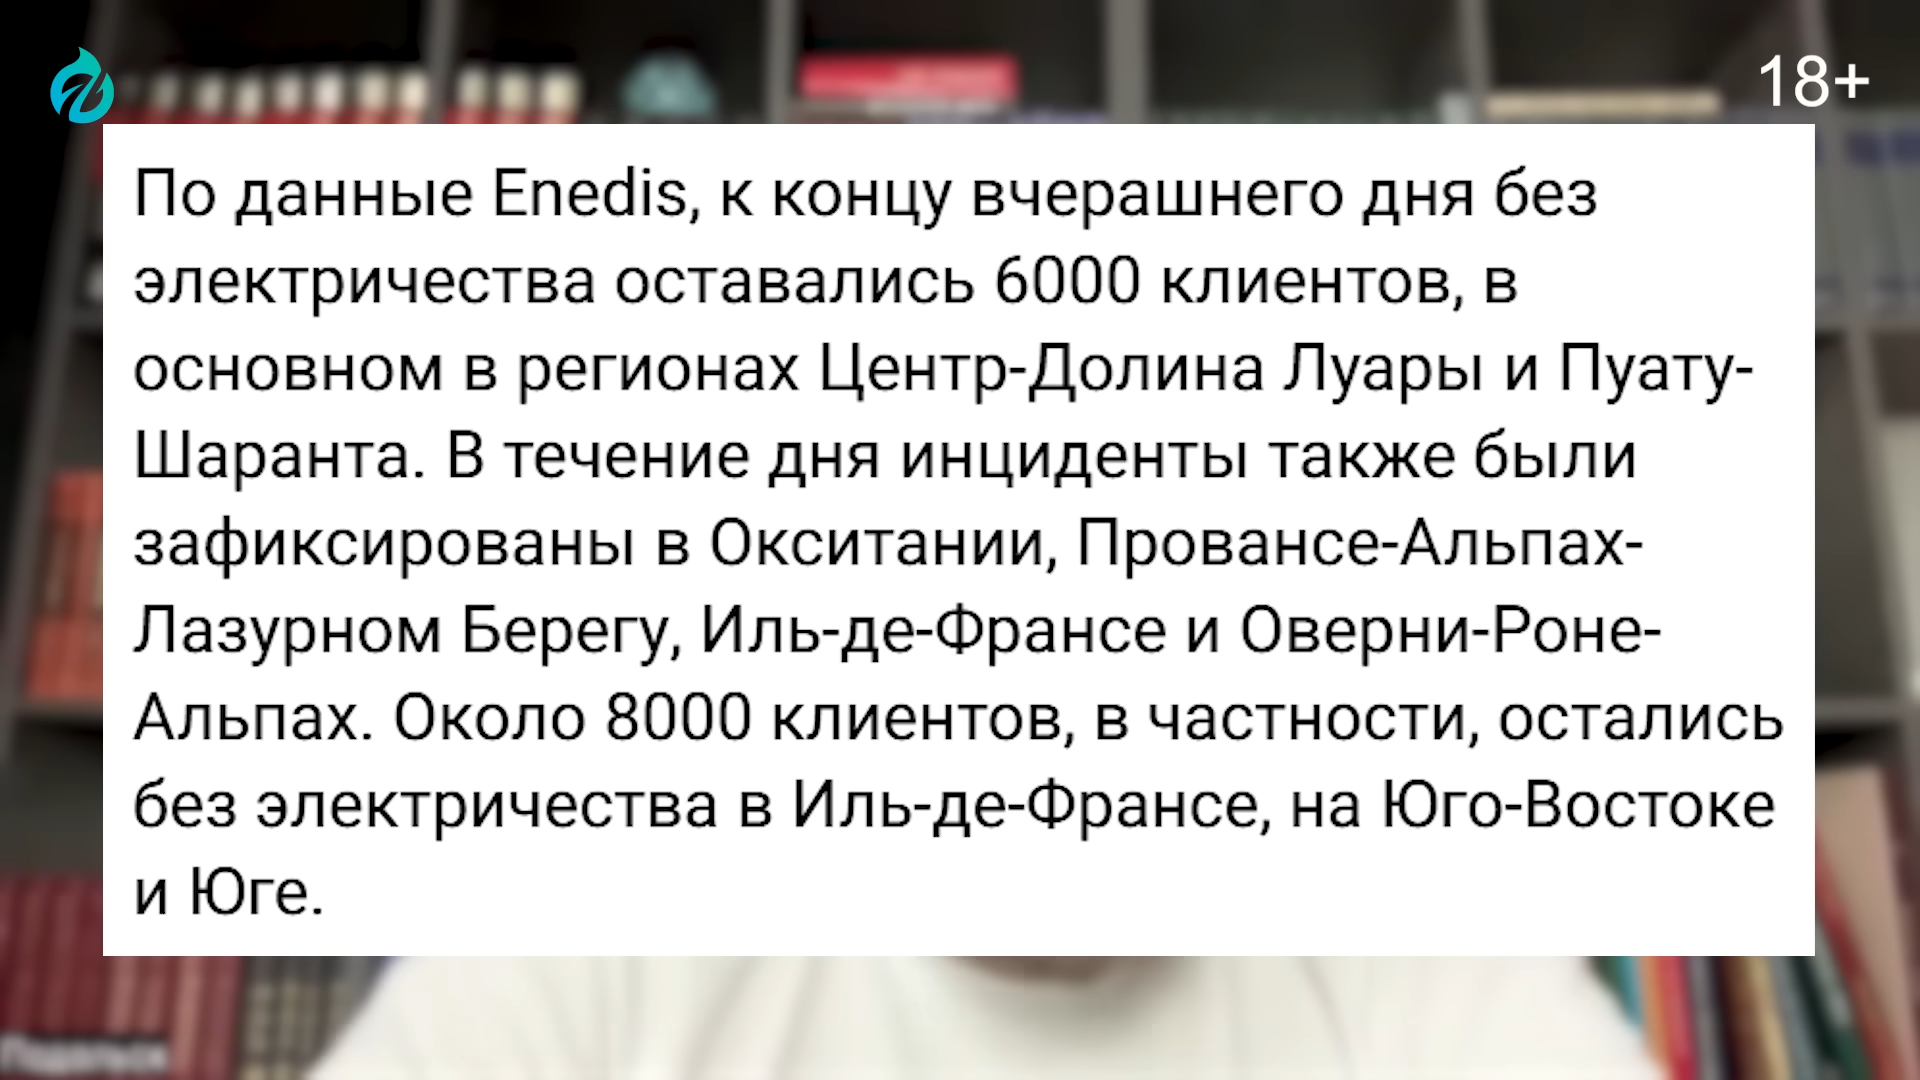 18+
По данные Enedis, к концу вчерашнего дня без
электричества оставались 6000 клиентов, в
основном в регионах Центр-Долина Луары и Пуату-
Шаранта. В течение дня инциденты также были
зафиксированы в Окситании, Провансе-Альпах-
Лазурном Берегу, Иль-де-Франсе и Оверни-Роне-
Альпах. Около 8000 клиентов, в частности, остались
без электричества в Иль-де-Франсе, на Юго-Востоке
и Юге.